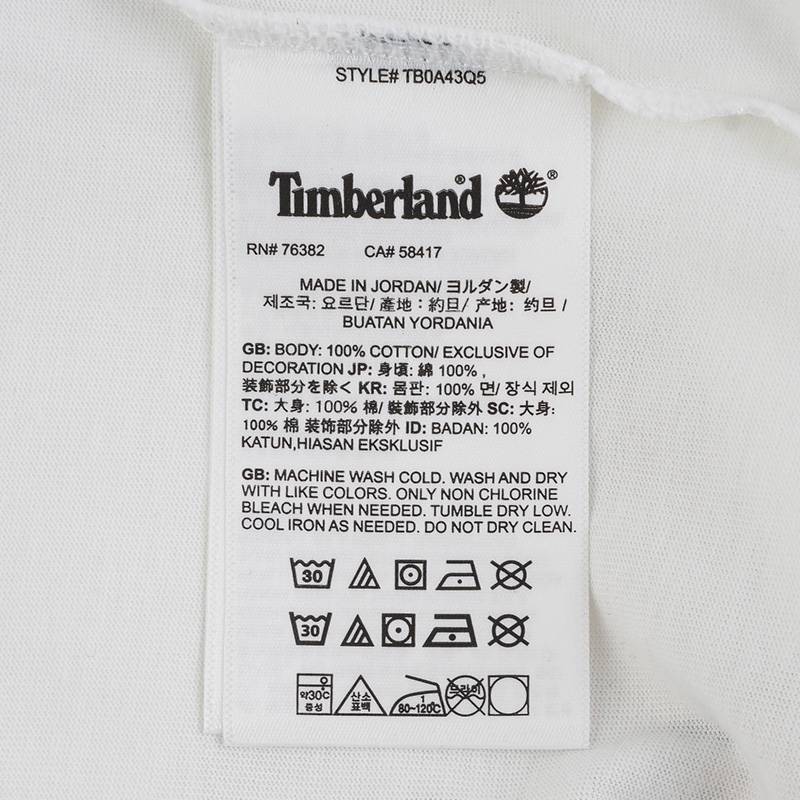 STYLE# TB0A43Q5
Timberland® ®
RN# 76382 CA# 58417
MADE IN JORDAN/ ヨルダン製/
제조국: 요르단/ 產地：約旦/ 产地：约旦 /
BUATAN YORDANIA
GB: BODY: 100% COTTON/ EXCLUSIVE OF
DECORATION JP: 身頃: 綿 100% ,
装飾部分を除く KR: 몸판: 100% 면/ 장식 제외
TC: 大身: 100% 棉/ 裝飾部分除外 SC: 大身:
100% 棉 装饰部分除外 ID: BADAN: 100%
KATUN,HIASAN EKSKLUSIF
GB: MACHINE WASH COLD. WASH AND DRY
WITH LIKE COLORS. ONLY NON CHLORINE
BLEACH WHEN NEEDED. TUMBLE DRY LOW.
COOL IRON AS NEEDED. DO NOT DRY CLEAN.
30
30
약30℃ 중성 산소 표백 1 80~120℃ 드라이